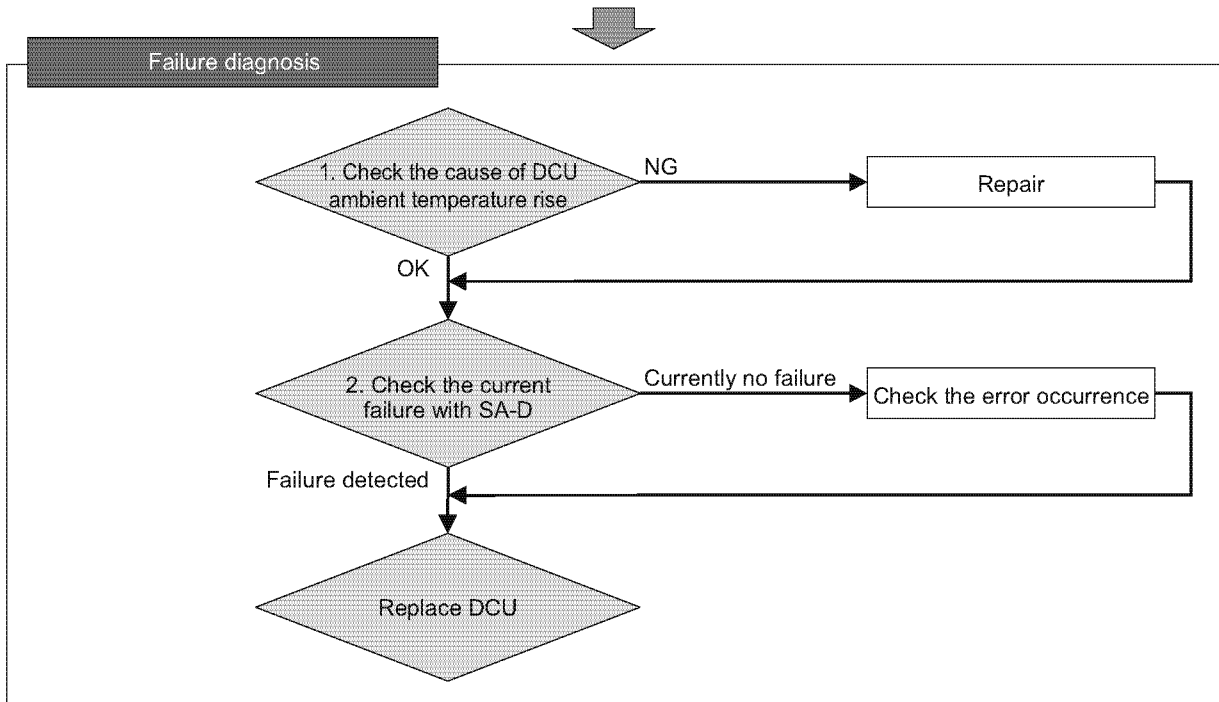 Failure diagnosis
1. Check the cause of DCU
ambient temperature rise
NG
Repair
OK
2. Check the current
failure with SA-D
Currently no failure
Check the error occurrence
Failure detected
Replace DCU